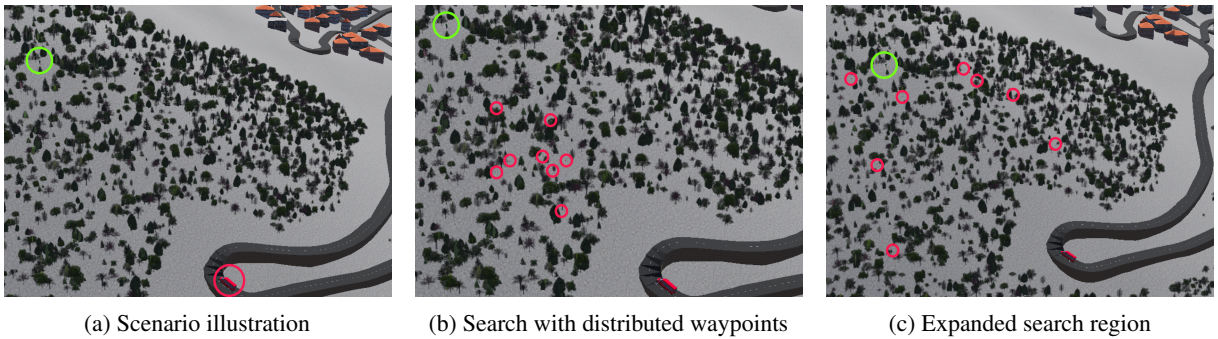 (a) Scenario illustration
(b) Search with distributed waypoints
(c) Expanded search region